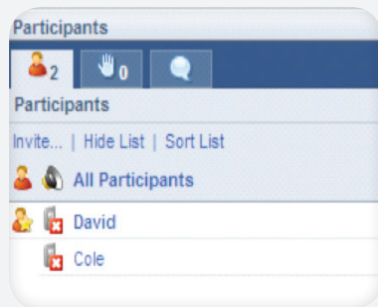 Participants
2 0
Participants
Invite... | Hide List | Sort List
All Participants
David
Cole